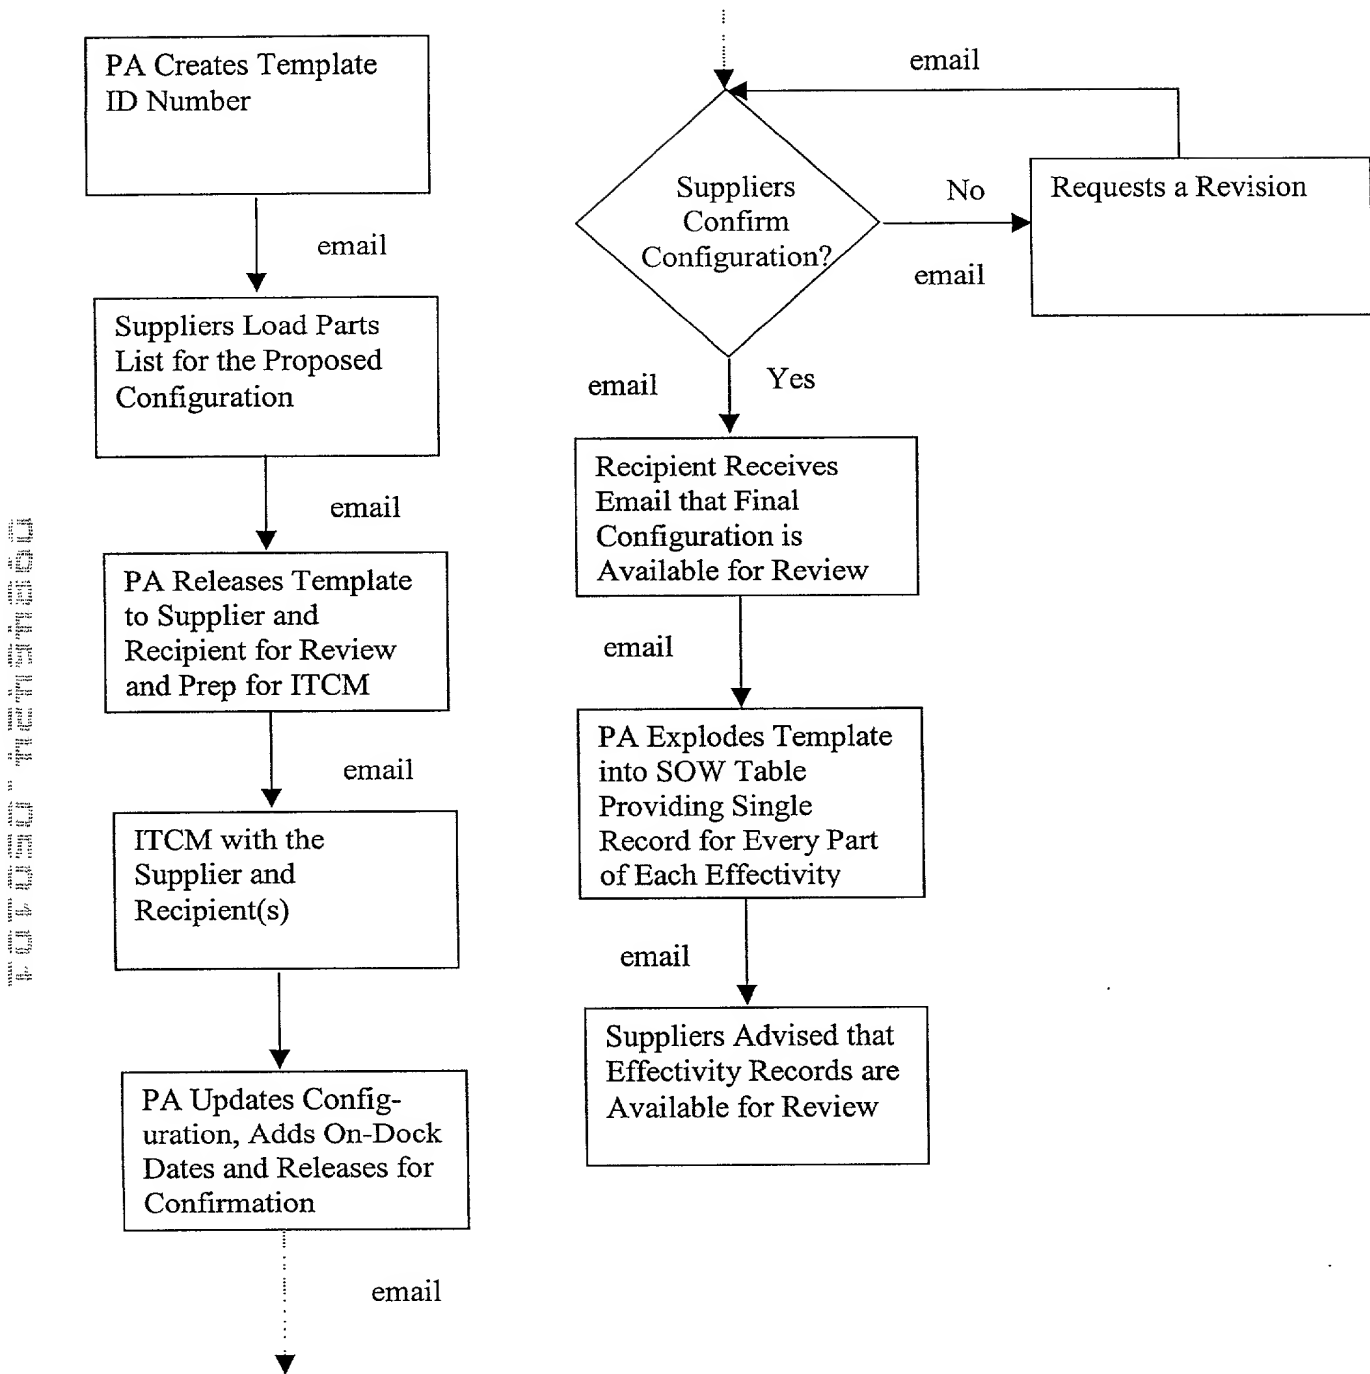 PA Creates Template
ID Number
email
Suppliers Load Parts
List for the Proposed
Configuration
email
PA Releases Template
to Supplier and
Recipient for Review
and Prep for ITCM
email
ITCM with the
Supplier and
Recipient(s)
PA Updates Config-
uration, Adds On-Dock
Dates and Releases for
Confirmation
email
email
Suppliers
Confirm
Configuration?
No
email
Requests a Revision
email
Yes
Recipient Receives
Email that Final
Configuration is
Available for Review
email
PA Explodes Template
into SOW Table
Providing Single
Record for Every Part
of Each Effectivity
email
Suppliers Advised that
Effectivity Records are
Available for Review